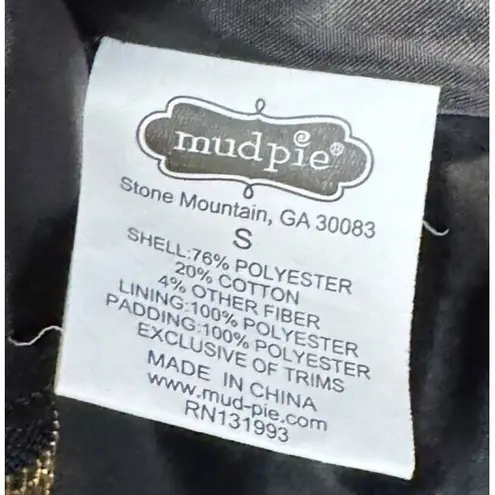 mudpie®
Stone Mountain, GA 30083
S
SHELL:76% POLYESTER
20% COTTON
4% OTHER FIBER
LINING:100% POLYESTER
PADDING:100% POLYESTER
EXCLUSIVE OF TRIMS
MADE IN CHINA
www.mud-pie.com
RN131993